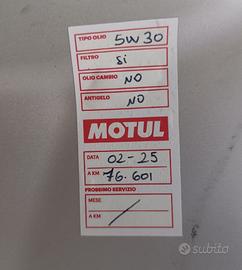 TIPO OLIO 5W30
FILTRO Si
OLIO CAMBIO NO
ANTIGELO NO
MOTUL
DATA 02-25
A KM 76.601
PROSSIMO SERVIZIO
MESE
A KM
subito